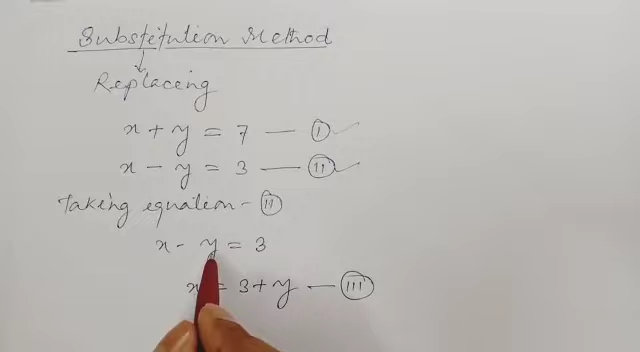 Substitution Method
Replacing
x + y = 7 — I
x - y = 3 — II
Taking equation - II
x - y = 3
x = 3 + y — III